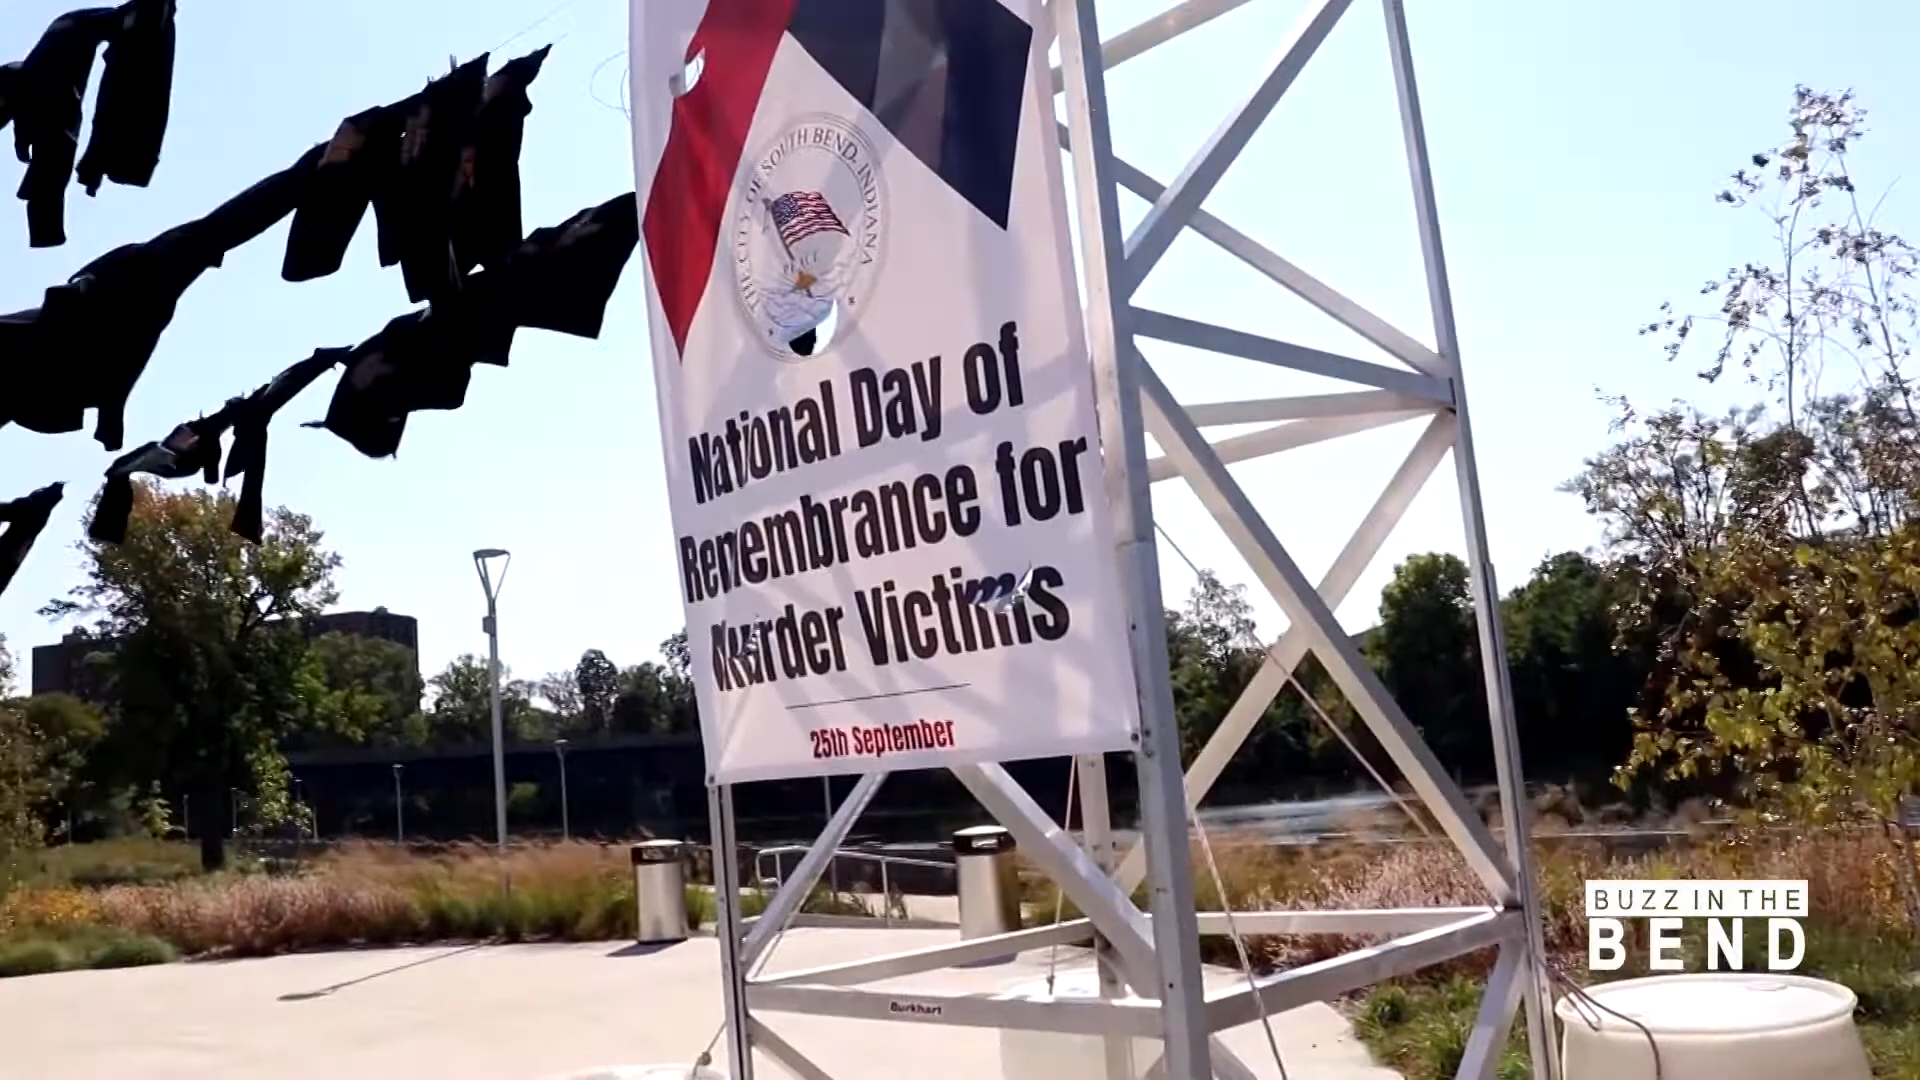 THE CITY OF SOUTH BEND, INDIANA
PEACE
National Day of
Remembrance for
Murder Victims
25th September
Burkhart
BUZZ IN THE
BEND